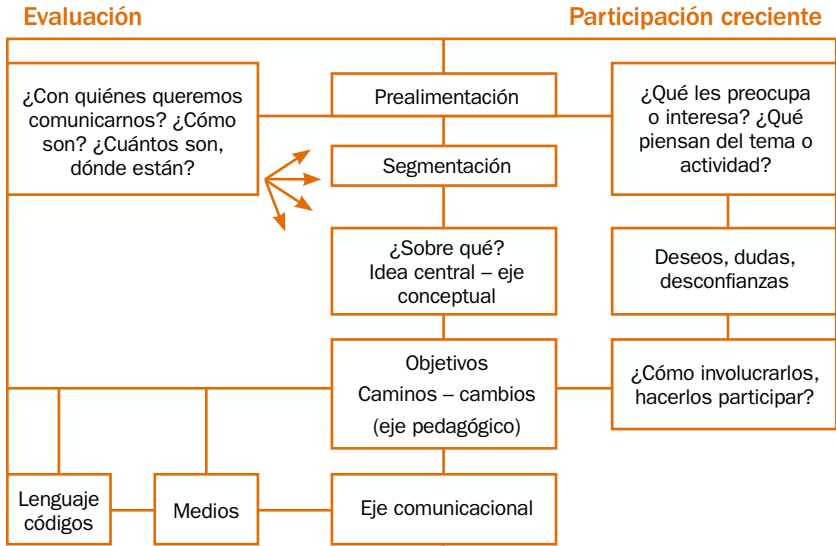 Evaluación
Participación creciente
¿Con quiénes queremos
comunicarnos? ¿Cómo
son? ¿Cuántos son,
dónde están?
Prealimentación
¿Qué les preocupa
o interesa? ¿Qué
piensan del tema o
actividad?
Segmentación
¿Sobre qué?
Idea central – eje
conceptual
Deseos, dudas,
desconfianzas
Objetivos
Caminos – cambios
(eje pedagógico)
¿Cómo involucrarlos,
hacerlos participar?
Lenguaje
códigos
Medios
Eje comunicacional